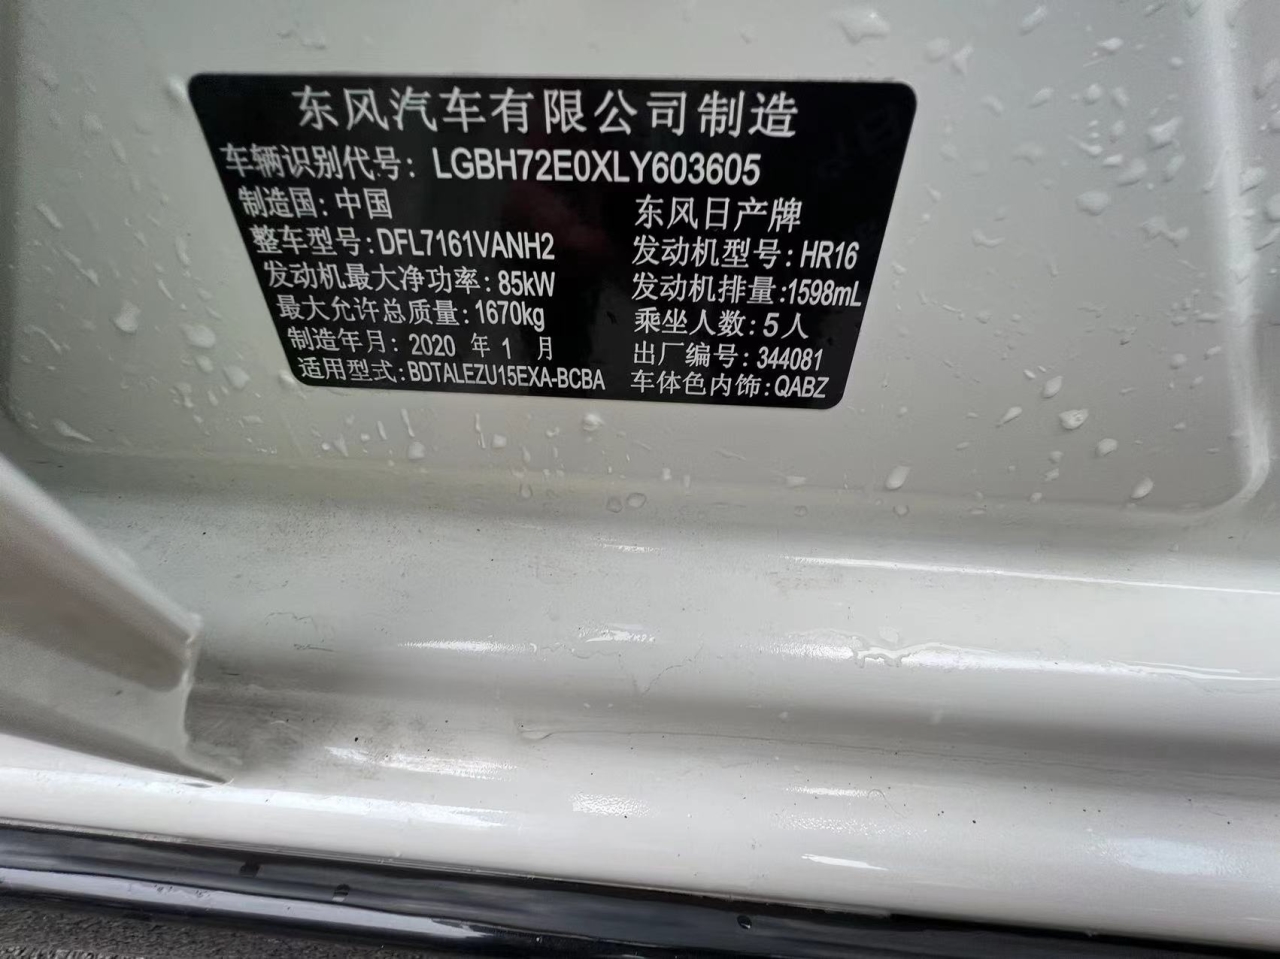 东风汽车有限公司制造
车辆识别代号：LGBH72E0XLY603605
制造国：中国 东风日产牌
整车型号：DFL7161VANH2 发动机型号：HR16
发动机最大净功率：85kW 发动机排量：1598mL
最大允许总质量：1670kg 乘坐人数：5人
制造年月：2020 年 1 月 出厂编号：344081
适用型式：BDTALEZU15EXA-BCBA 车体色内饰：QABZ